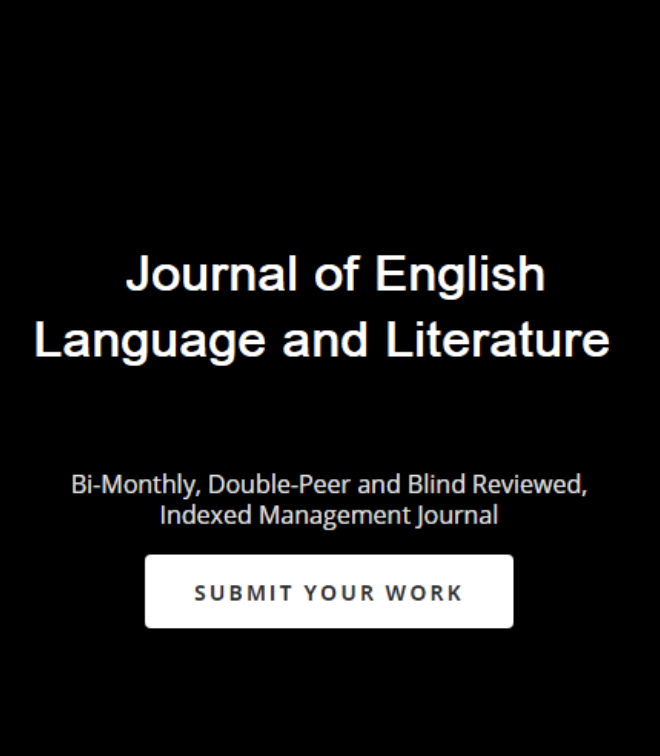 Journal of English
Language and Literature
Bi-Monthly, Double-Peer and Blind Reviewed,
Indexed Management Journal
SUBMIT YOUR WORK